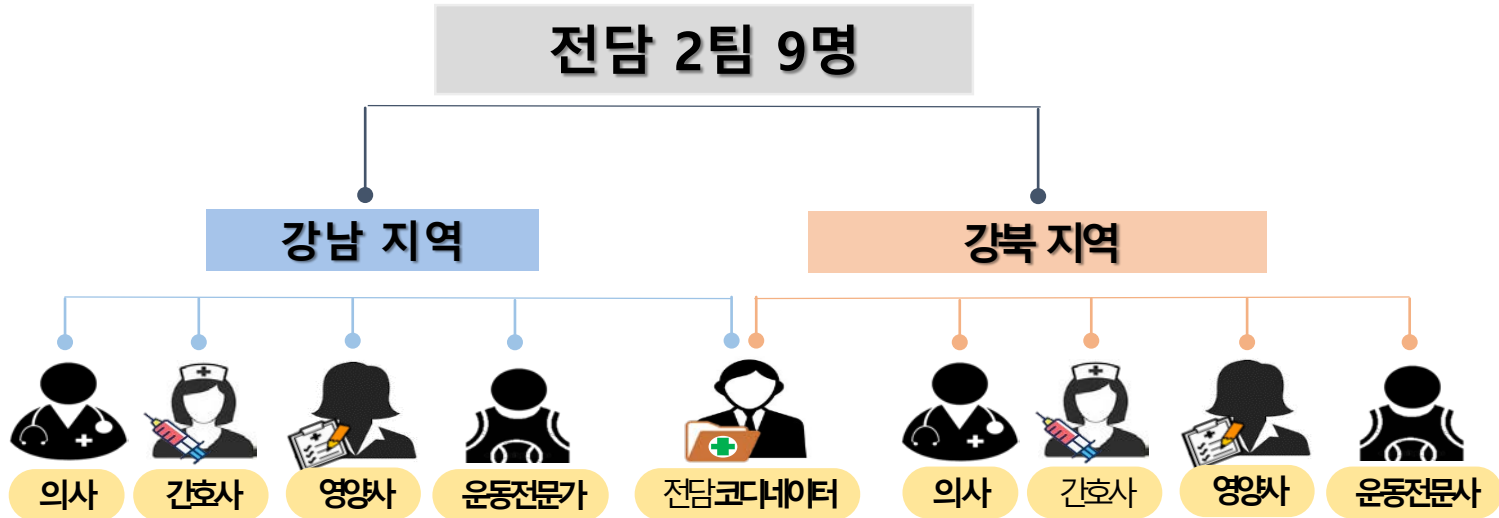 전담 2팀 9명
강남 지역
강북 지역
의사
간호사
영양사
운동전문가
전담코디네이터
의사
간호사
영양사
운동전문사